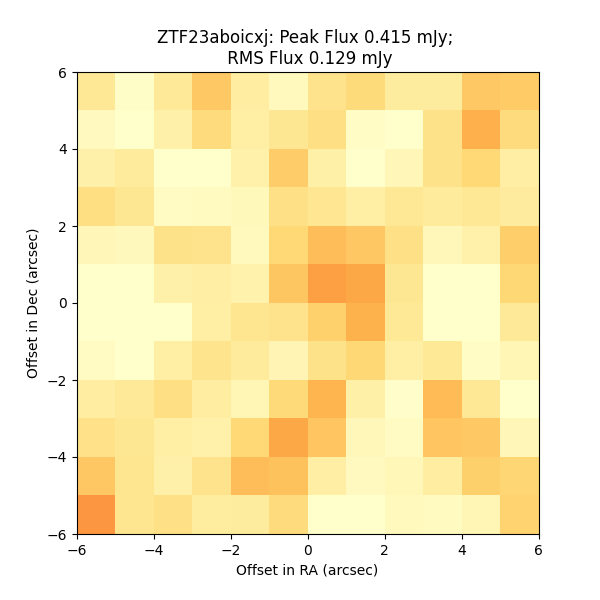 ZTF23aboicxj: Peak Flux 0.415 mJy;
RMS Flux 0.129 mJy
6
4
2
0
−2
−4
−6
Offset in Dec (arcsec)
−6 −4 −2 0 2 4 6
Offset in RA (arcsec)